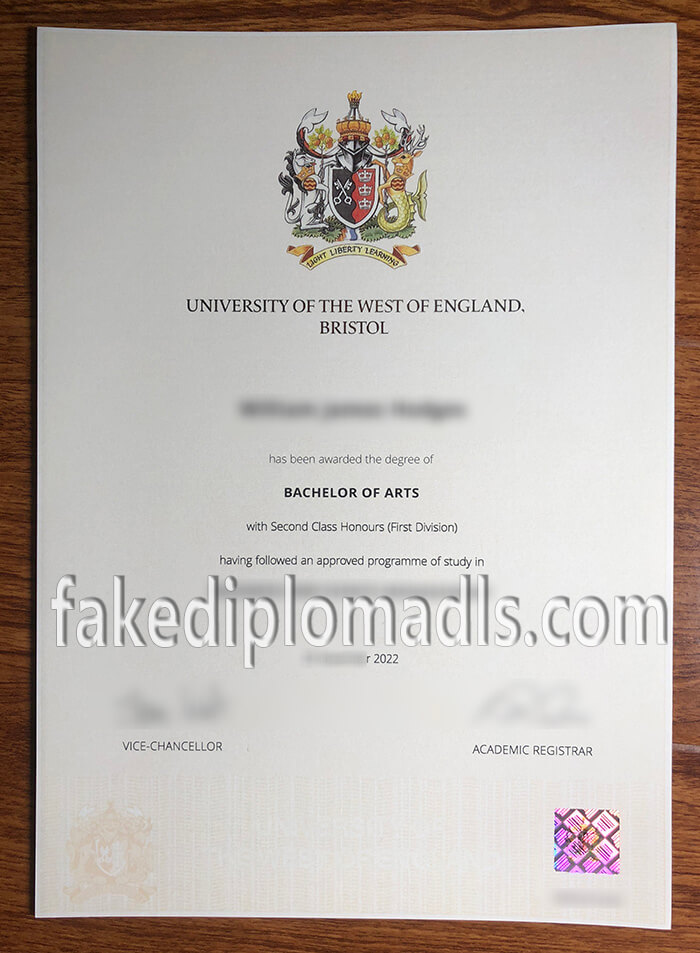 LIGHT LIBERTY LEARNING
UNIVERSITY OF THE WEST OF ENGLAND,
BRISTOL
has been awarded the degree of
BACHELOR OF ARTS
with Second Class Honours (First Division)
having followed an approved programme of study in
fakediplomadls.com
2022
VICE-CHANCELLOR
ACADEMIC REGISTRAR